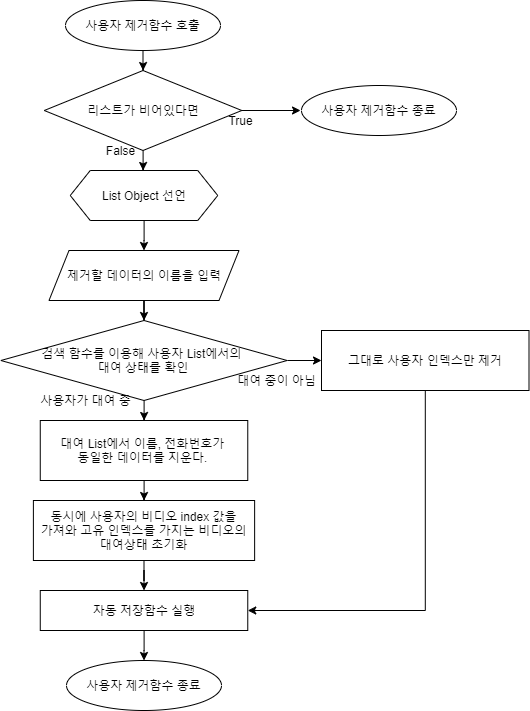 사용자 제거함수 호출
리스트가 비어있다면
사용자 제거함수 종료
True
False
List Object 선언
제거할 데이터의 이름을 입력
검색 함수를 이용해 사용자 List에서의
대여 상태를 확인
그대로 사용자 인덱스만 제거
대여 중이 아님
사용자가 대여 중
대여 List에서 이름, 전화번호가
동일한 데이터를 지운다.
동시에 사용자의 비디오 index 값을
가져와 고유 인덱스를 가지는 비디오의
대여상태 초기화
자동 저장함수 실행
사용자 제거함수 종료